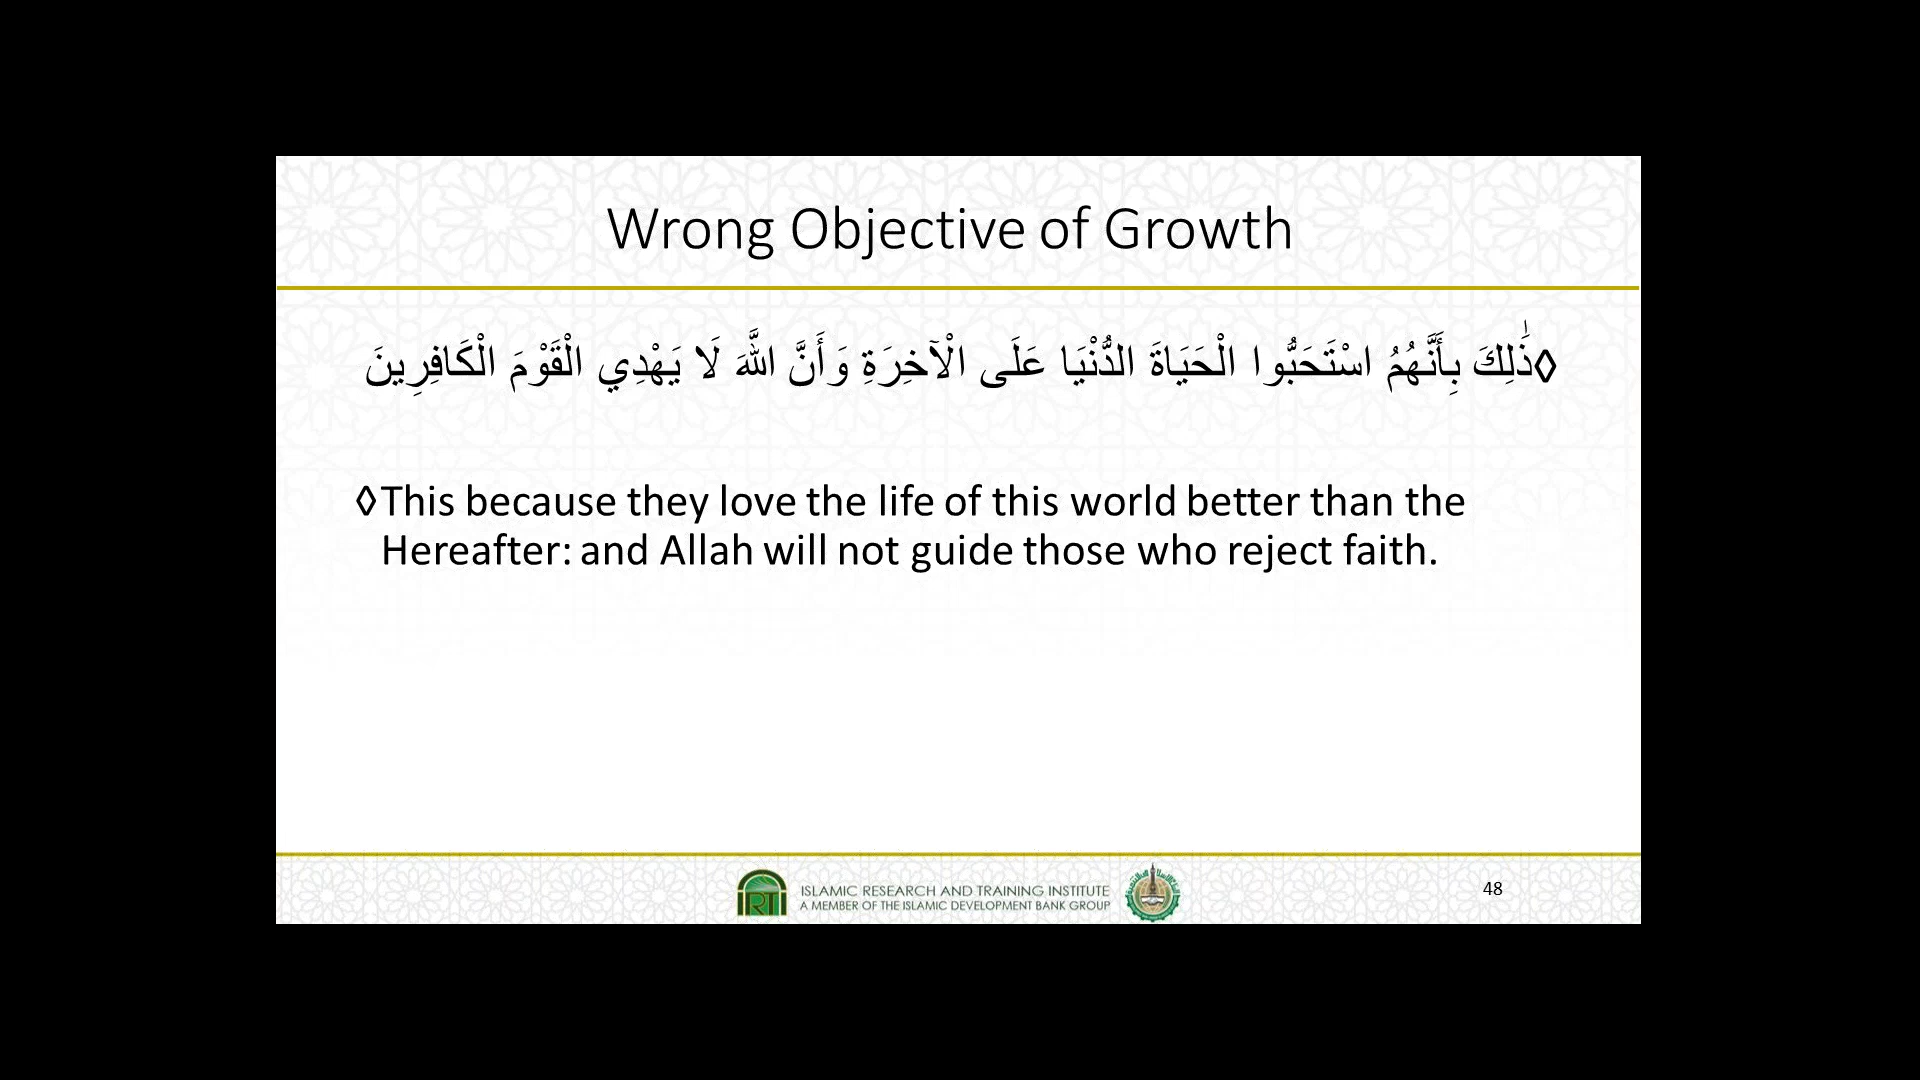 Wrong Objective of Growth
◊ذَٰلِكَ بِأَنَّهُمُ اسْتَحَبُّوا الْحَيَاةَ الدُّنْيَا عَلَى الْآخِرَةِ وَأَنَّ اللَّهَ لَا يَهْدِي الْقَوْمَ الْكَافِرِينَ
◊This because they love the life of this world better than the
Hereafter: and Allah will not guide those who reject faith.
IRTI
ISLAMIC RESEARCH AND TRAINING INSTITUTE
A MEMBER OF THE ISLAMIC DEVELOPMENT BANK GROUP
48